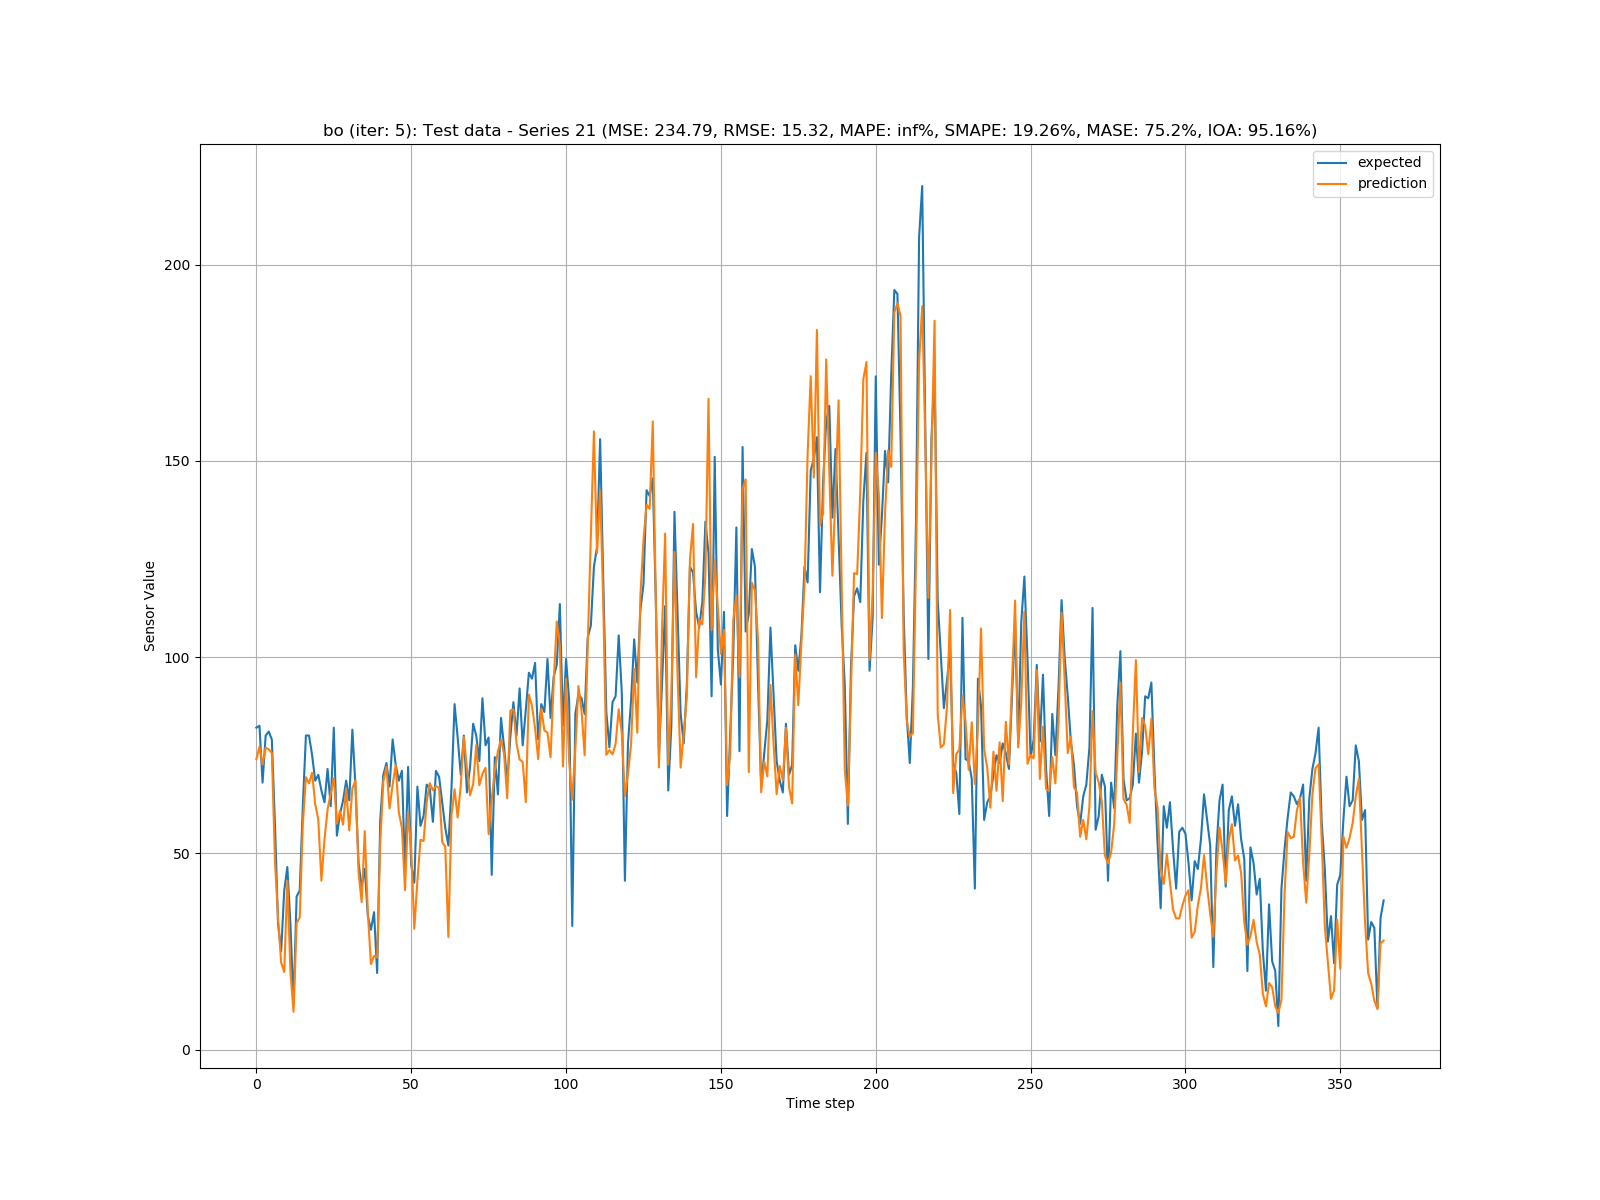 bo (iter: 5): Test data - Series 21 (MSE: 234.79, RMSE: 15.32, MAPE: inf%, SMAPE: 19.26%, MASE: 75.2%, IOA: 95.16%)
expected
prediction
200
150
100
50
0
Sensor Value
0 50 100 150 200 250 300 350
Time step